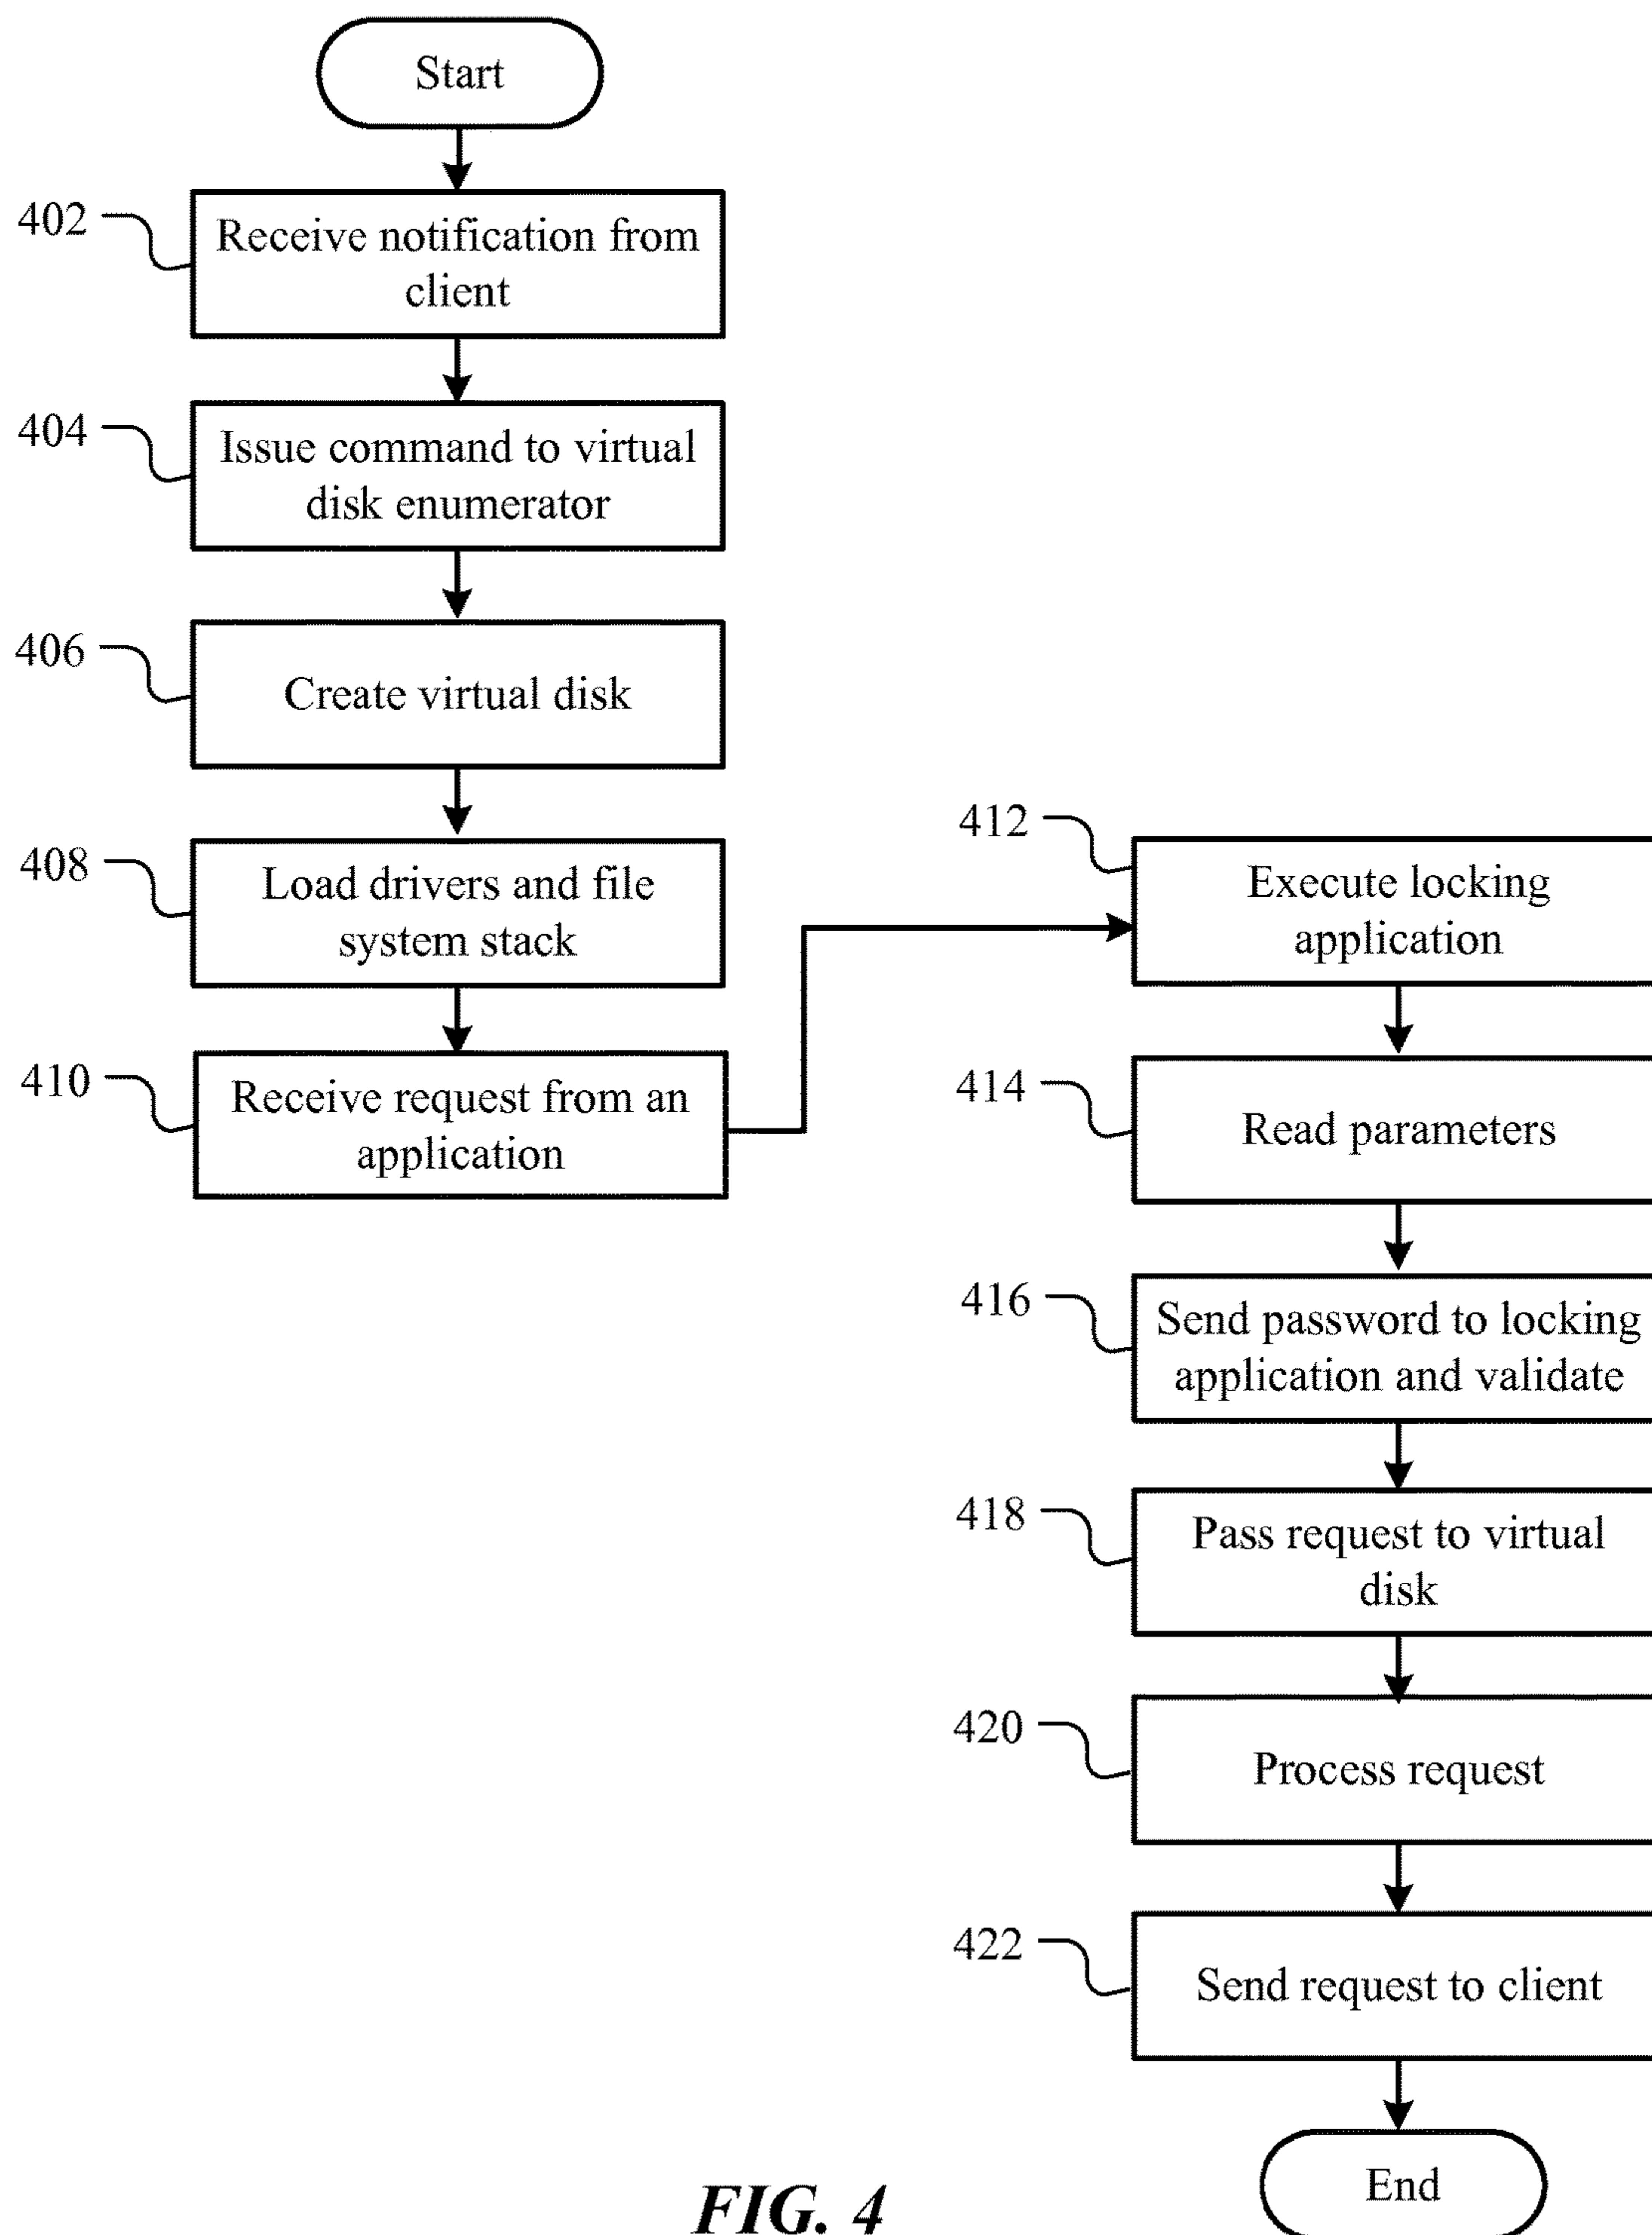 Start
402
Receive notification from
client
404
Issue command to virtual
disk enumerator
406
Create virtual disk
408
Load drivers and file
system stack
410
Receive request from an
application
412
Execute locking
application
414
Read parameters
416
Send password to locking
application and validate
418
Pass request to virtual
disk
420
Process request
422
Send request to client
End
FIG. 4